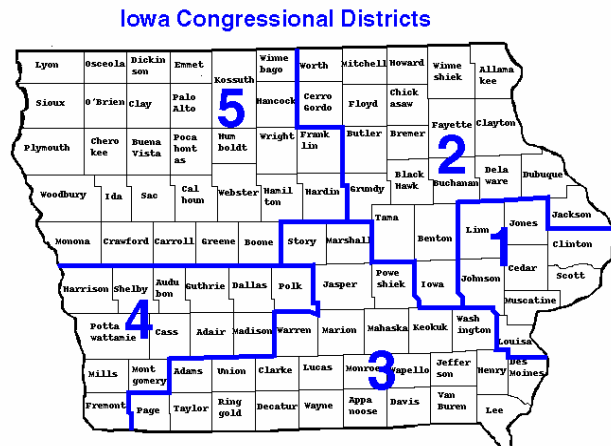 Iowa Congressional Districts
Lyon Osceola Dickin son Emmet Kossuth Winne bago Worth Mitchell Howard Winne shiek Allama kee
Sioux O'Brien Clay Palo Alto Hancock Cerro Gordo Floyd Chick asaw Fayette Clayton
5
2
Plymouth Chero kee Buena Vista Poca hont as Hum boldt Wright Frank lin Butler Bremer
Woodbury Ida Sac Cal houn Webster Hamil ton Hardin Grundy Black Hawk Buchanan Dela ware Dubuque
Monona Crawford Carroll Greene Boone Story Marshall Tama Benton Linn Jones Jackson
1
Clinton
Harrison Shelby Audu bon Guthrie Dallas Polk Jasper Powe shiek Iowa Johnson Cedar Scott
Muscatine
4
Potta wattamie Cass Adair Madison Warren Marion Mahaska Keokuk Wash ington Louisa
3
Mills Mont gomery Adams Union Clarke Lucas Monroe Wapello Jeffer son Henry Des Moines
Fremont Page Taylor Ring gold Decatur Wayne Appa noose Davis Van Buren Lee